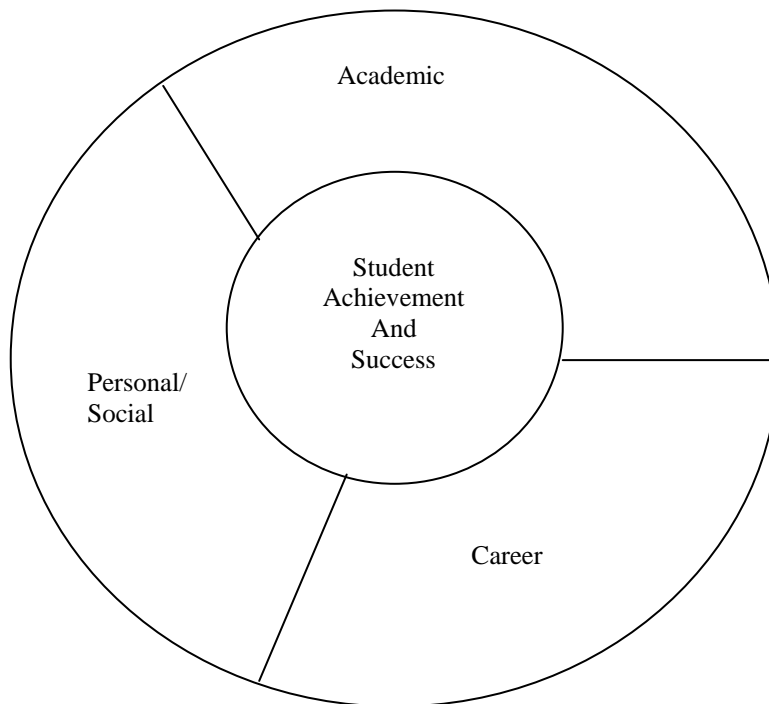 Academic
Student
Achievement
And
Success
Personal/
Social
Career